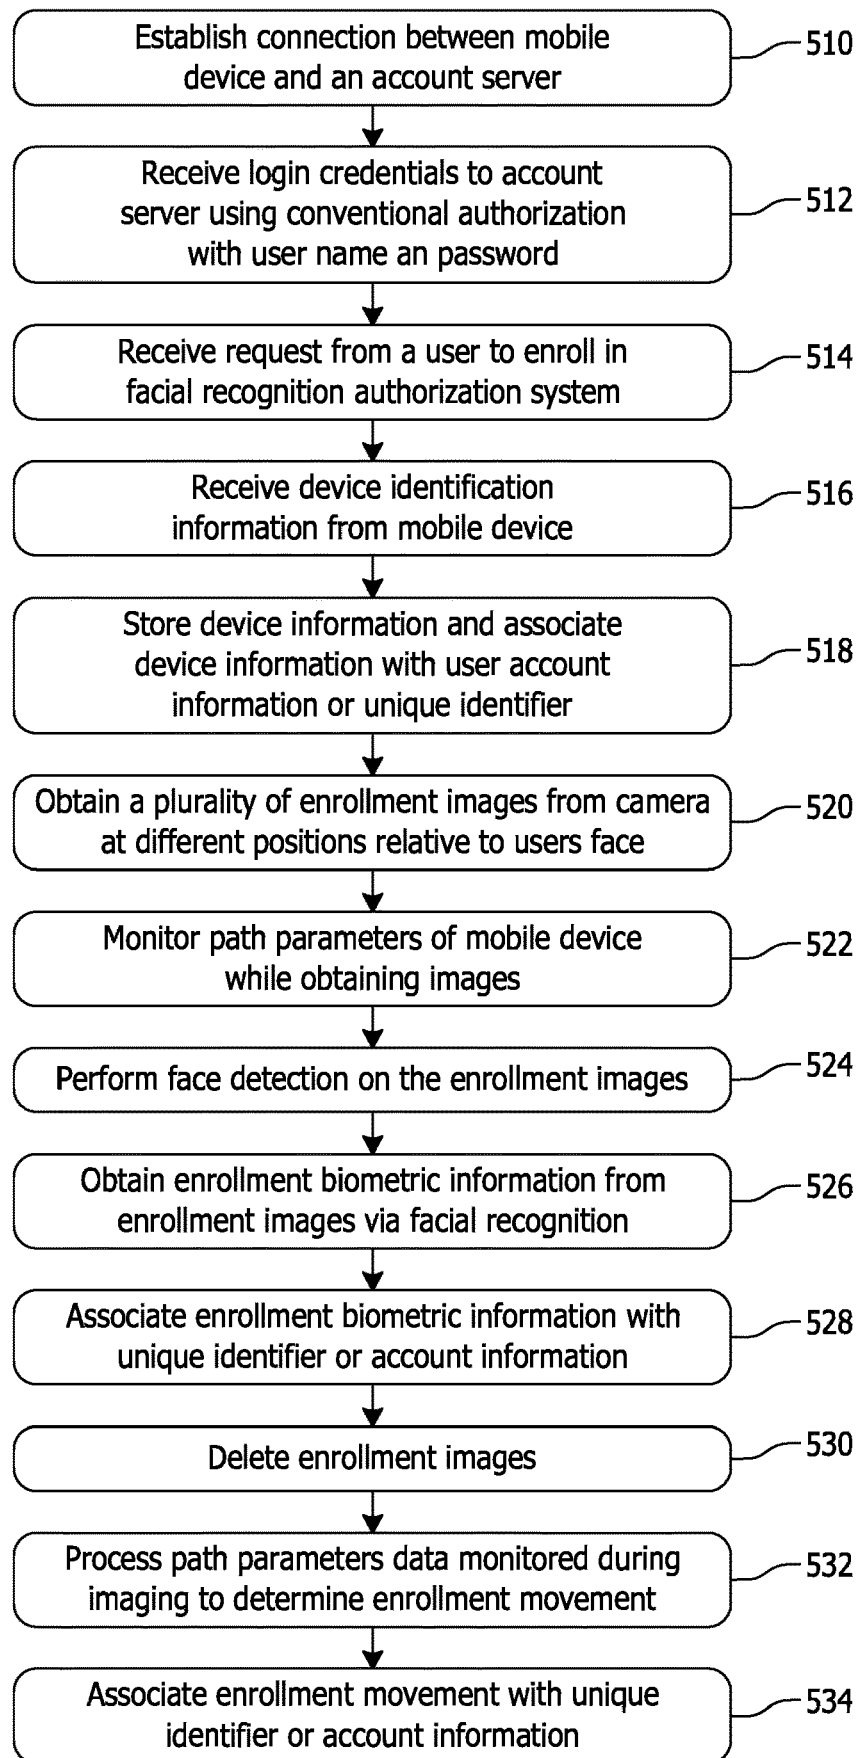 Establish connection between mobile
device and an account server
510
Receive login credentials to account
server using conventional authorization
with user name an password
512
Receive request from a user to enroll in
facial recognition authorization system
514
Receive device identification
information from mobile device
516
Store device information and associate
device information with user account
information or unique identifier
518
Obtain a plurality of enrollment images from camera
at different positions relative to users face
520
Monitor path parameters of mobile device
while obtaining images
522
Perform face detection on the enrollment images
524
Obtain enrollment biometric information from
enrollment images via facial recognition
526
Associate enrollment biometric information with
unique identifier or account information
528
Delete enrollment images
530
Process path parameters data monitored during
imaging to determine enrollment movement
532
Associate enrollment movement with unique
identifier or account information
534